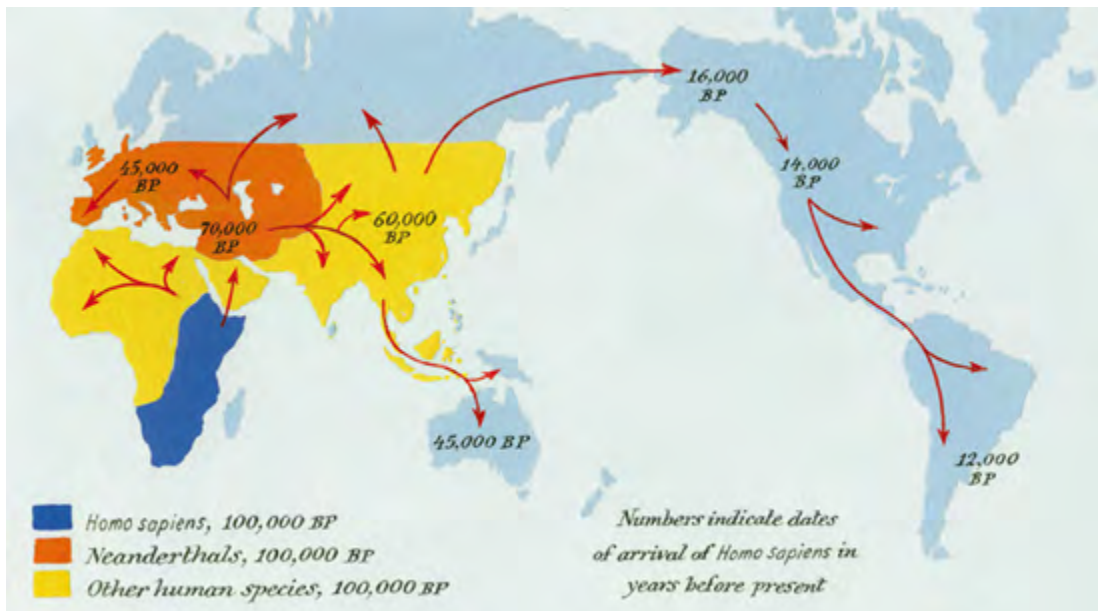 16,000
BP
45,000
BP
14,000
BP
70,000
BP
60,000
BP
45,000 BP
12,000
BP
Homo sapiens, 100,000 BP
Neanderthals, 100,000 BP
Other human species, 100,000 BP
Numbers indicate dates
of arrival of Homo sapiens in
years before present